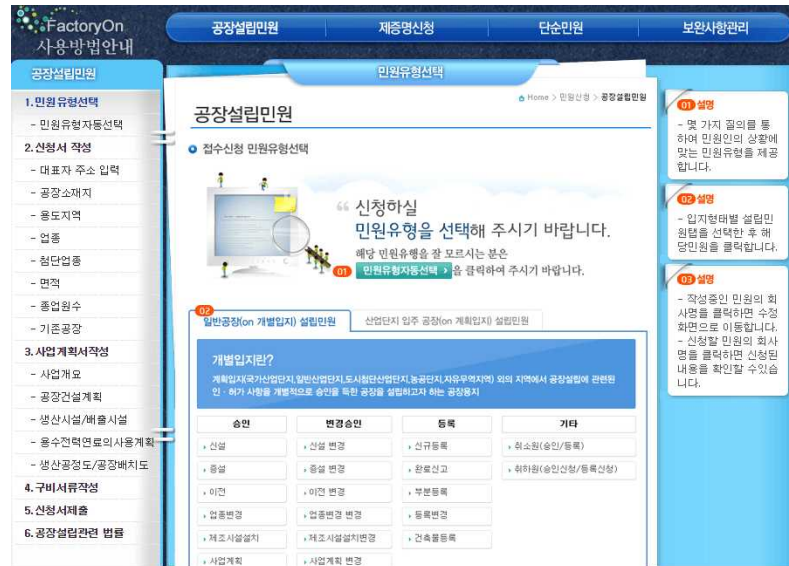 FactoryOn
사용방법안내
공장설립민원 제증명신청 단순민원 보완사항관리
공장설립민원
1.민원유형선택
- 민원유형자동선택
2.신청서 작성
- 대표자 주소 입력
- 공장소재지
- 용도지역
- 업종
- 첨단업종
- 면적
- 종업원수
- 기존공장
3.사업계획서작성
- 사업개요
- 공장건설계획
- 생산시설/배출시설
- 용수전력연료의사용계획
- 생산공정도/공장배치도
4.구비서류작성
5.신청서제출
6.공장설립관련 법률
민원유형선택
Home > 민원신청 > 공장설립민원
공장설립민원
접수신청 민원유형선택
신청하실
민원유형을 선택해 주시기 바랍니다.
해당 민원유형을 잘 모르시는 분은
01 민원유형자동선택 > 을 클릭하여 주시기 바랍니다.
02
일반공장(on 개별입지) 설립민원 산업단지 입주 공장(on 계획입지) 설립민원
개별입지란?
계획입지(국가산업단지,일반산업단지,도시첨단산업단지,농공단지,자유무역지역) 외의 지역에서 공장설립에 관련된
인 · 허가 사항을 개별적으로 승인을 득한 공장을 설립하고자 하는 공장용지
승인 변경승인 등록 기타
신설 신설 변경 신규등록 취소원(승인/등록)
증설 증설 변경 완료신고 취하원(승인신청/등록신청)
이전 이전 변경 부분등록
업종변경 업종변경 변경 등록변경
제조시설설치 제조시설설치변경 건축물등록
사업계획 사업계획 변경
01 설명
- 몇 가지 질의를 통
하여 민원인의 상황에
맞는 민원유형을 제공
합니다.
02 설명
- 입지형태별 설립민
원탭을 선택한 후 해
당민원을 클릭합니다.
03 설명
- 작성중인 민원의 회
사명을 클릭하면 수정
화면으로 이동합니다.
- 신청할 민원의 회사
명을 클릭하면 신청된
내용을 확인할 수있습
니다.